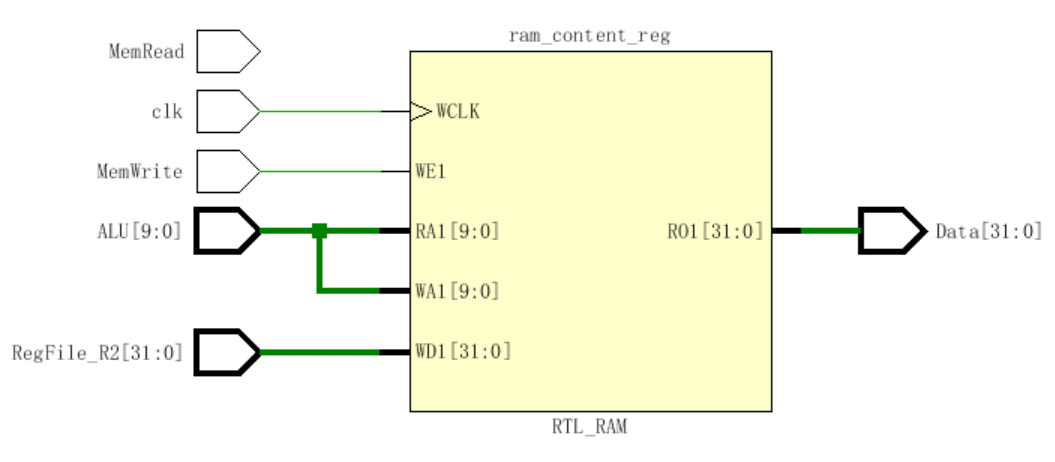 ram_content_reg
MemRead
clk
WCLK
MemWrite
WE1
ALU[9:0]
RA1[9:0]
RO1[31:0]
Data[31:0]
WA1[9:0]
RegFile_R2[31:0]
WD1[31:0]
RTL_RAM